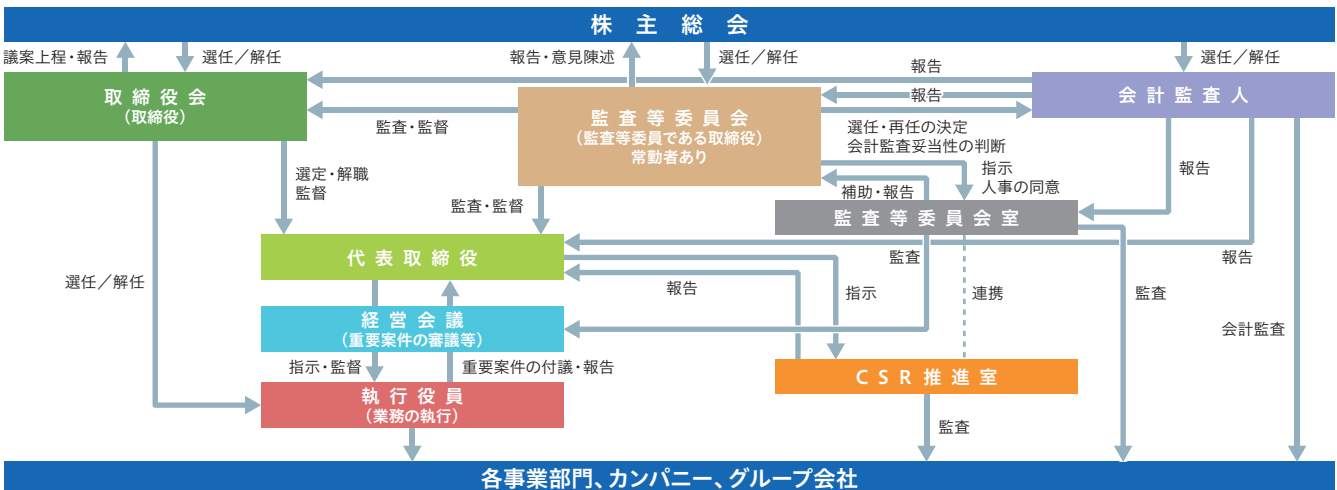 株主総会
議案上程・報告
選任／解任
報告・意見陳述
選任／解任
報告
選任／解任
取締役会
（取締役）
監査・監督
監査等委員会
（監査等委員である取締役）
常勤者あり
報告
会計監査人
選任・再任の決定
会計監査妥当性の判断
選定・解職
監督
監査・監督
指示
人事の同意
補助・報告
報告
監査等委員会室
代表取締役
監査
報告
選任／解任
報告
指示
連携
監査
会計監査
経営会議
（重要案件の審議等）
指示・監督
重要案件の付議・報告
CSR推進室
執行役員
（業務の執行）
監査
各事業部門、カンパニー、グループ会社